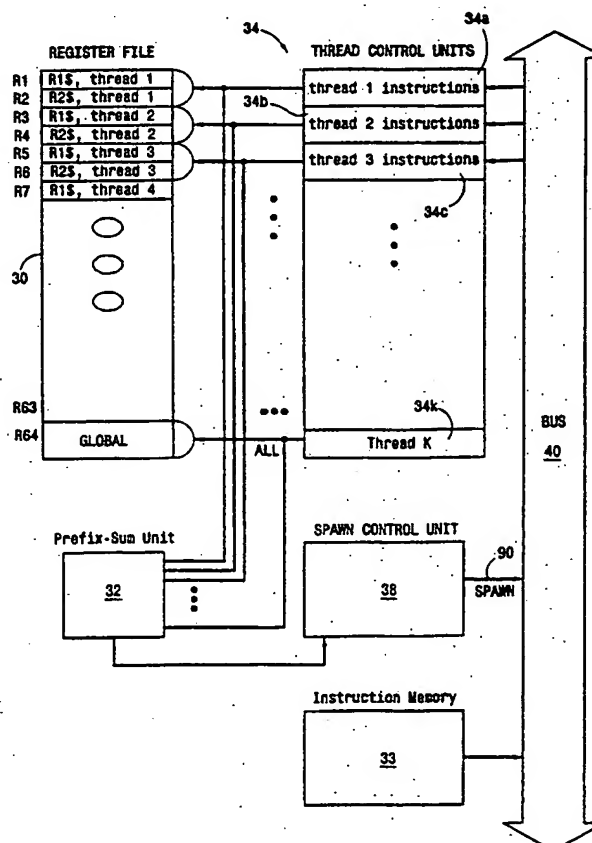 34
34a
REGISTER FILE
THREAD CONTROL UNITS
R1 R1$, thread 1
R2 R2$, thread 1
R3 R1$, thread 2
R4 R2$, thread 2
R5 R1$, thread 3
R6 R2$, thread 3
R7 R1$, thread 4
thread 1 instructions
34b
thread 2 instructions
thread 3 instructions
34c
30
R63
R64 GLOBAL
ALL
34k
Thread K
BUS
40
Prefix-Sum Unit
32
SPAWN CONTROL UNIT
38
90
SPAWN
Instruction Memory
33